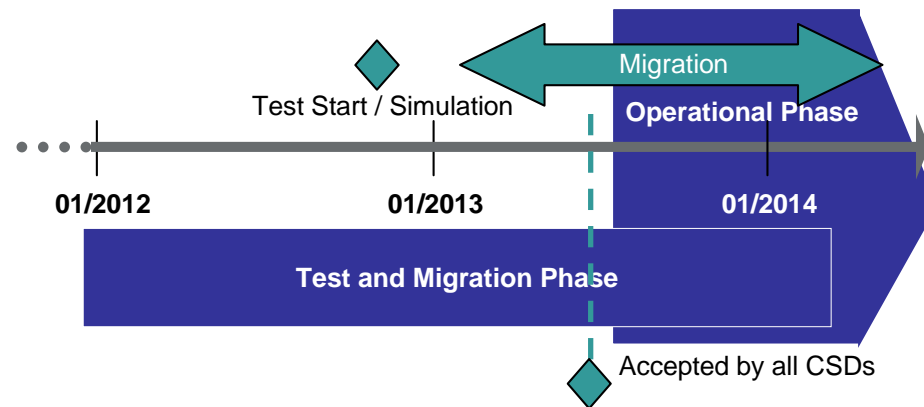 Migration
Test Start / Simulation
Operational Phase
01/2012
01/2013
01/2014
Test and Migration Phase
Accepted by all CSDs